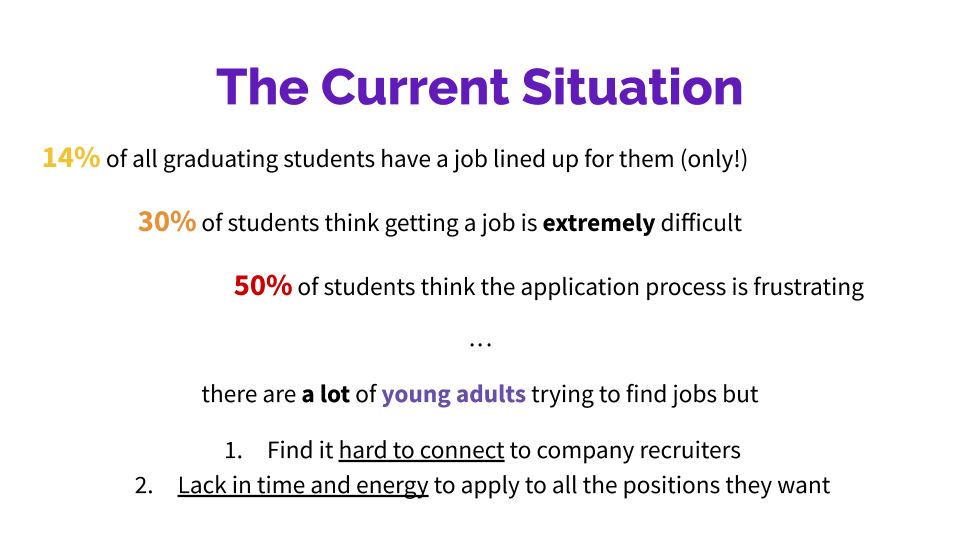 The Current Situation
14% of all graduating students have a job lined up for them (only!)
30% of students think getting a job is extremely difficult
50% of students think the application process is frustrating
…
there are a lot of young adults trying to find jobs but
1. Find it hard to connect to company recruiters
2. Lack in time and energy to apply to all the positions they want